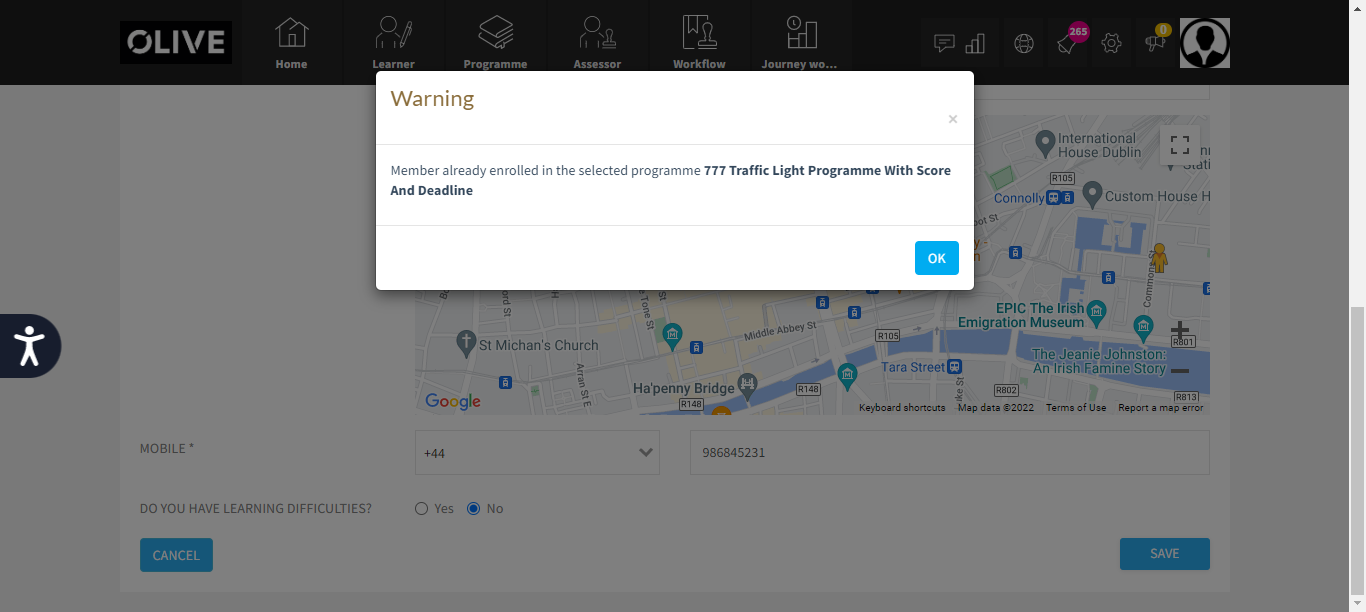 OLIVE
Home
Learner
Programme
Assessor
Workflow
Journey wo...
265
0
Warning
×
Member already enrolled in the selected programme 777 Traffic Light Programme With Score
And Deadline
OK
International
House Dublin
R105
Connolly
Custom House H
Commons St
EPIC The Irish
Emigration Museum
Middle Abbey St
R105
R801
St Michan's Church
The Jeanie Johnston:
An Irish Famine Story
Tara Street
Arran St E
Ha'penny Bridge
R148
R802
R813
R148
Google
Keyboard shortcuts
Map data ©2022
Terms of Use
Report a map error
MOBILE *
+44
986845231
DO YOU HAVE LEARNING DIFFICULTIES?
Yes
No
CANCEL
SAVE